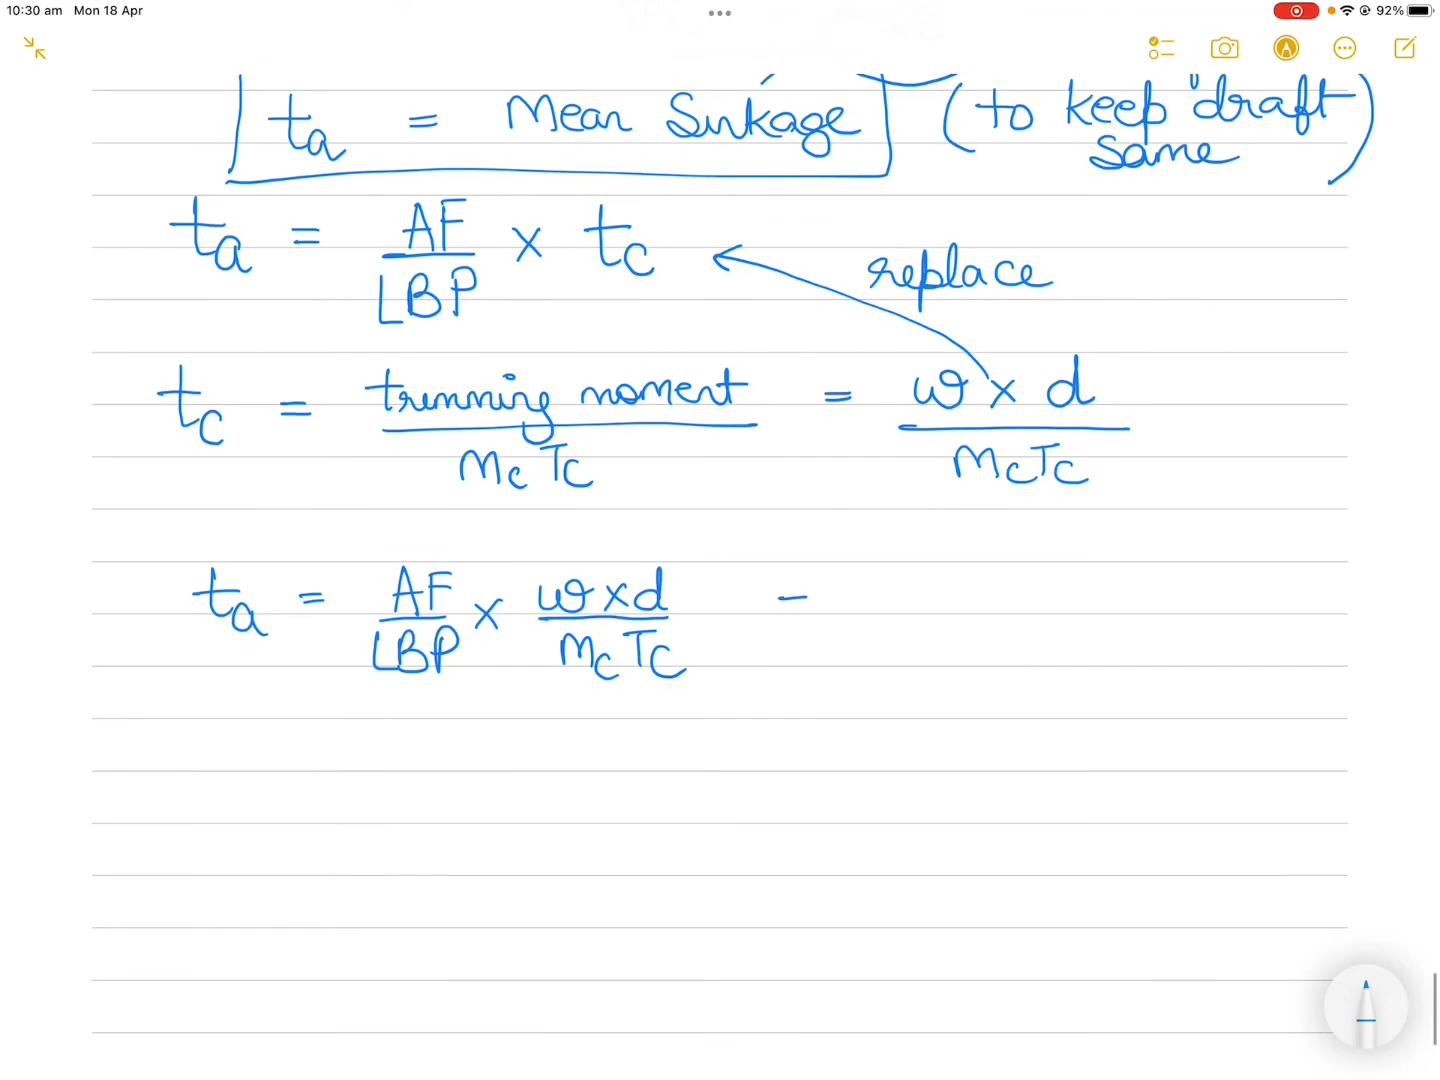 10:30 am Mon 18 Apr
92%
ta = Mean Sinkage (to keep draft same)
ta = AF/LBP × tc replace
tc = trimming moment/MCTC = w × d/MCTC
ta = AF/LBP × w × d/MCTC –